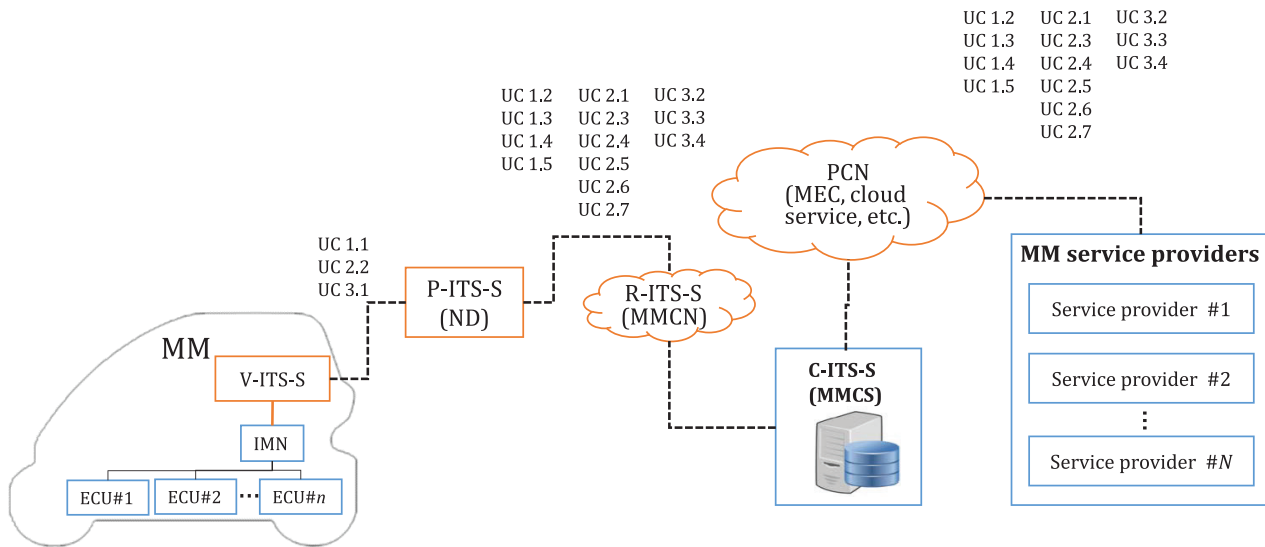 UC 1.2 UC 2.1 UC 3.2
UC 1.3 UC 2.3 UC 3.3
UC 1.4 UC 2.4 UC 3.4
UC 1.5 UC 2.5
UC 2.6
UC 2.7
UC 1.2 UC 2.1 UC 3.2
UC 1.3 UC 2.3 UC 3.3
UC 1.4 UC 2.4 UC 3.4
UC 1.5 UC 2.5
UC 2.6
UC 2.7
PCN
(MEC, cloud
service, etc.)
UC 1.1
UC 2.2
UC 3.1
P-ITS-S
(ND)
R-ITS-S
(MMCN)
MM service providers
Service provider #1
Service provider #2
⋮
Service provider #N
C-ITS-S
(MMCS)
MM
V-ITS-S
IMN
ECU#1 ECU#2 ••• ECU#n